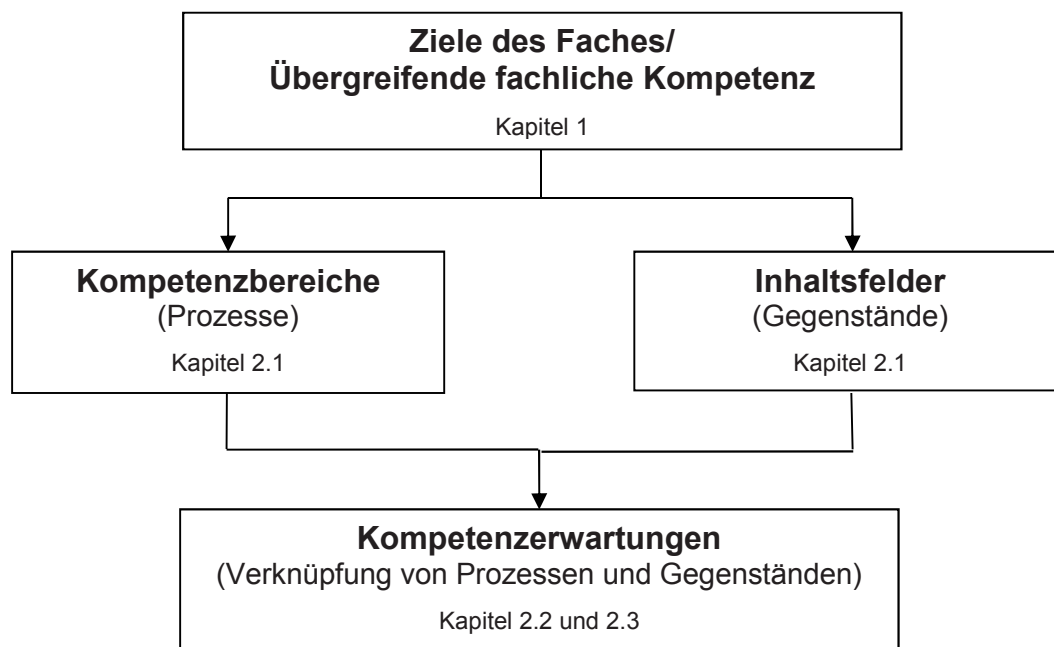 Ziele des Faches/
Übergreifende fachliche Kompetenz
Kapitel 1
Kompetenzbereiche
(Prozesse)
Kapitel 2.1
Inhaltsfelder
(Gegenstände)
Kapitel 2.1
Kompetenzerwartungen
(Verknüpfung von Prozessen und Gegenständen)
Kapitel 2.2 und 2.3